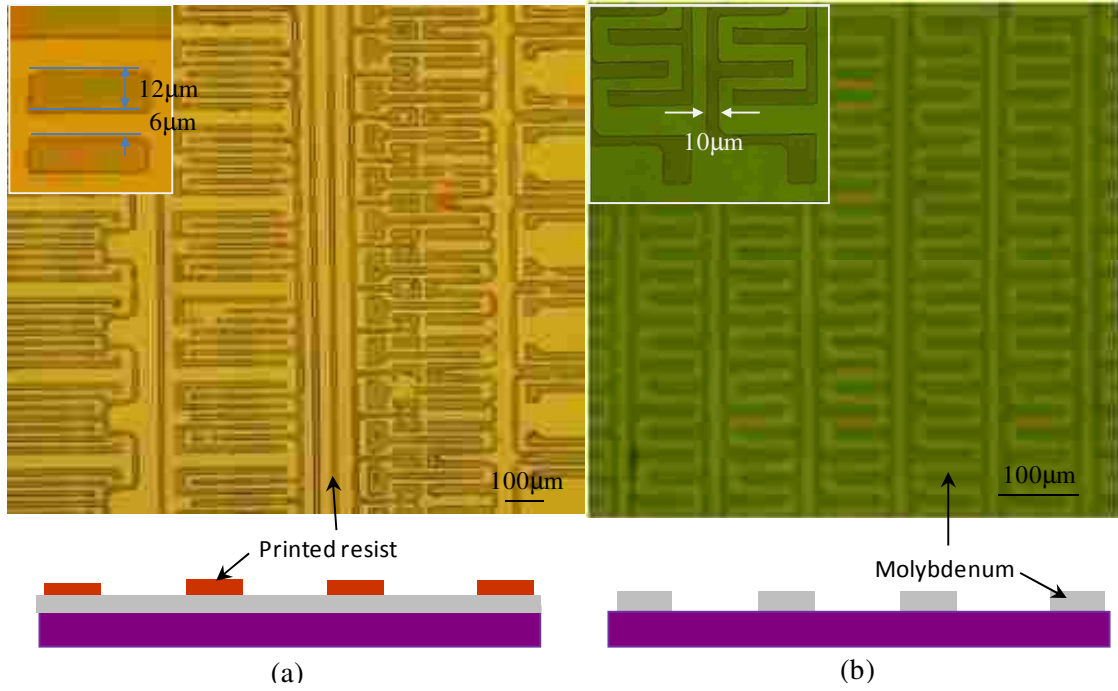 12μm
6μm
100μm
Printed resist
(a)
10μm
100μm
Molybdenum
(b)